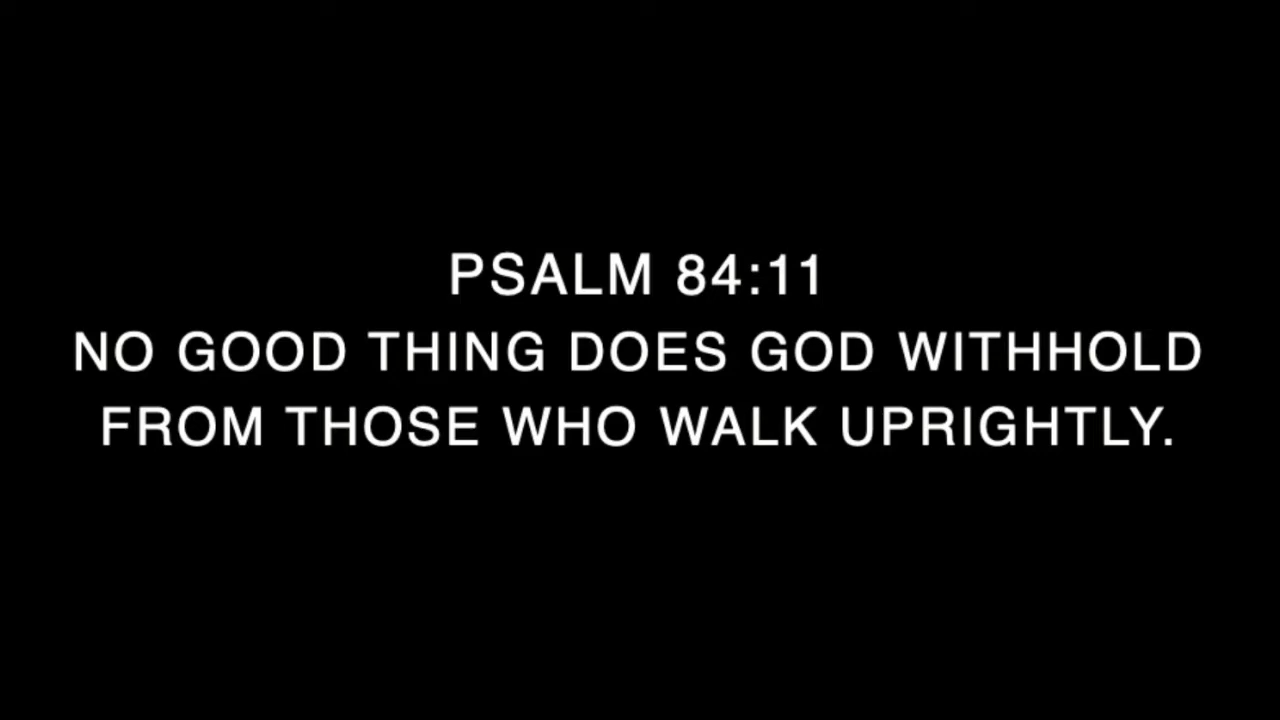 PSALM 84:11
NO GOOD THING DOES GOD WITHHOLD
FROM THOSE WHO WALK UPRIGHTLY.